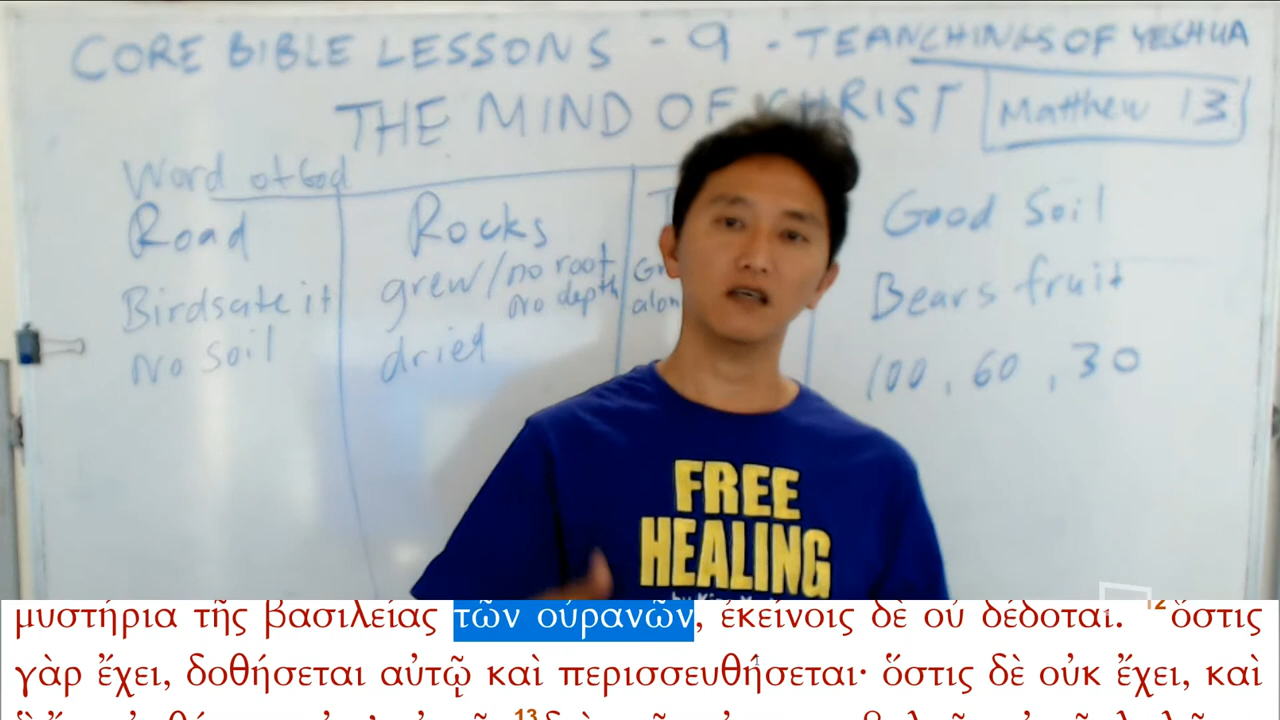 CORE BIBLE LESSONS - 9 - TEANCHINGS OF YESHUA
THE MIND OF CHRIST Matthew 13
Word of God
Road
Birds ate it
no soil
Rocks
grew/no root
no depth
dried
Good Soil
Bears fruit
100, 60, 30
FREE
HEALING
μυστήρια τῆς βασιλείας τῶν οὐρανῶν, ἐκείνοις δὲ οὐ δέδοται. 12 ὅστις
γὰρ ἔχει, δοθήσεται αὐτῷ καὶ περισσευθήσεται· ὅστις δὲ οὐκ ἔχει, καὶ
13